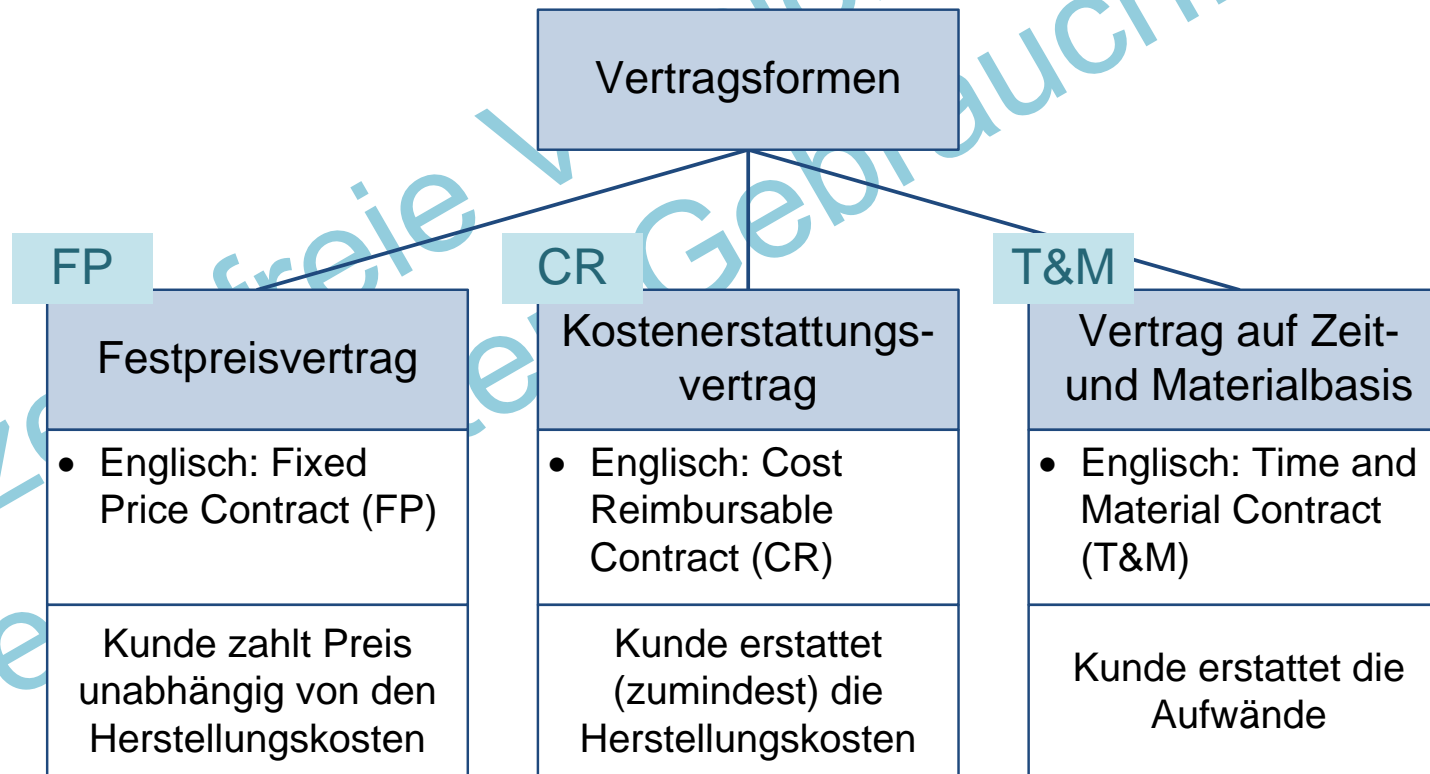 Vertragsformen
FP
Festpreisvertrag
• Englisch: Fixed
Price Contract (FP)
Kunde zahlt Preis
unabhängig von den
Herstellungskosten
CR
Kostenerstattungs-
vertrag
• Englisch: Cost
Reimbursable
Contract (CR)
Kunde erstattet
(zumindest) die
Herstellungskosten
T&M
Vertrag auf Zeit-
und Materialbasis
• Englisch: Time and
Material Contract
(T&M)
Kunde erstattet die
Aufwände
freie